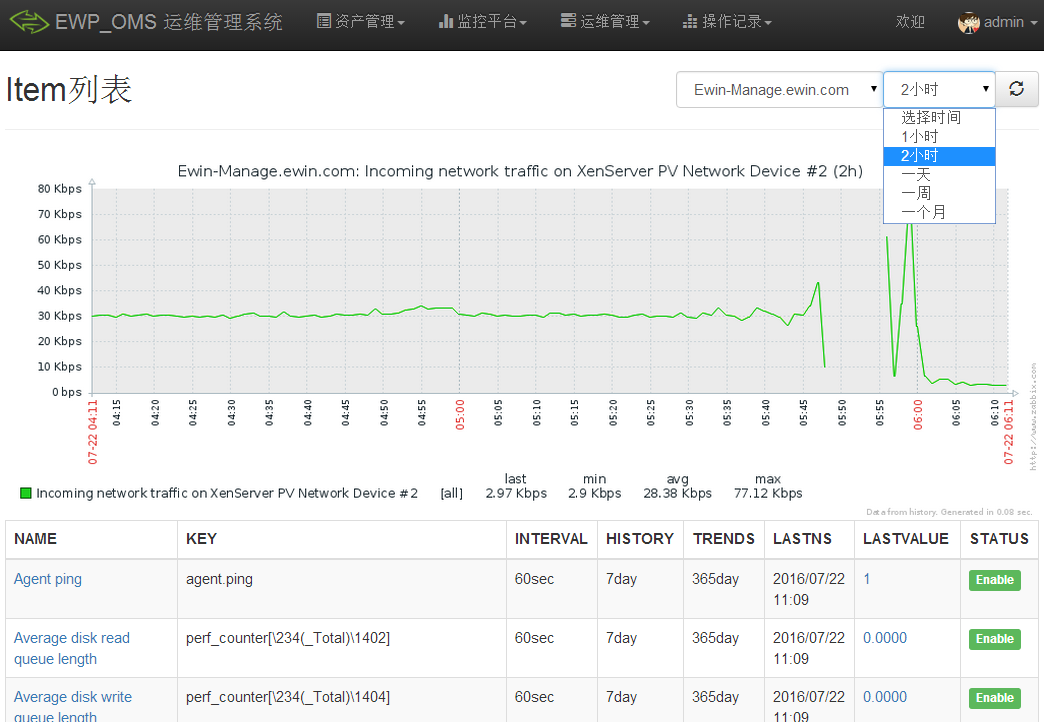 EWP_OMS 运维管理系统 资产管理 监控平台 运维管理 操作记录 欢迎 admin
Item列表
Ewin-Manage.ewin.com 2小时
选择时间
1小时
2小时
一天
一周
一个月
Ewin-Manage.ewin.com: Incoming network traffic on XenServer PV Network Device #2 (2h)
80 Kbps
70 Kbps
60 Kbps
50 Kbps
40 Kbps
30 Kbps
20 Kbps
10 Kbps
0 bps
07-22 04:11 04:15 04:20 04:25 04:30 04:35 04:40 04:45 04:50 04:55 05:00 05:05 05:10 05:15 05:20 05:25 05:30 05:35 05:40 05:45 05:50 05:55 06:00 06:05 06:10 07-22 06:11
http://www.zabbix.com
last min avg max
Incoming network traffic on XenServer PV Network Device #2 [all] 2.97 Kbps 2.9 Kbps 28.38 Kbps 77.12 Kbps
Data from history. Generated in 0.08 sec.
NAME KEY INTERVAL HISTORY TRENDS LASTNS LASTVALUE STATUS
Agent ping agent.ping 60sec 7day 365day 2016/07/22 1 Enable
11:09
Average disk read perf_counter[\234(_Total)\1402] 60sec 7day 365day 2016/07/22 0.0000 Enable
queue length 11:09
Average disk write perf_counter[\234(_Total)\1404] 60sec 7day 365day 2016/07/22 0.0000 Enable
queue length 11:09